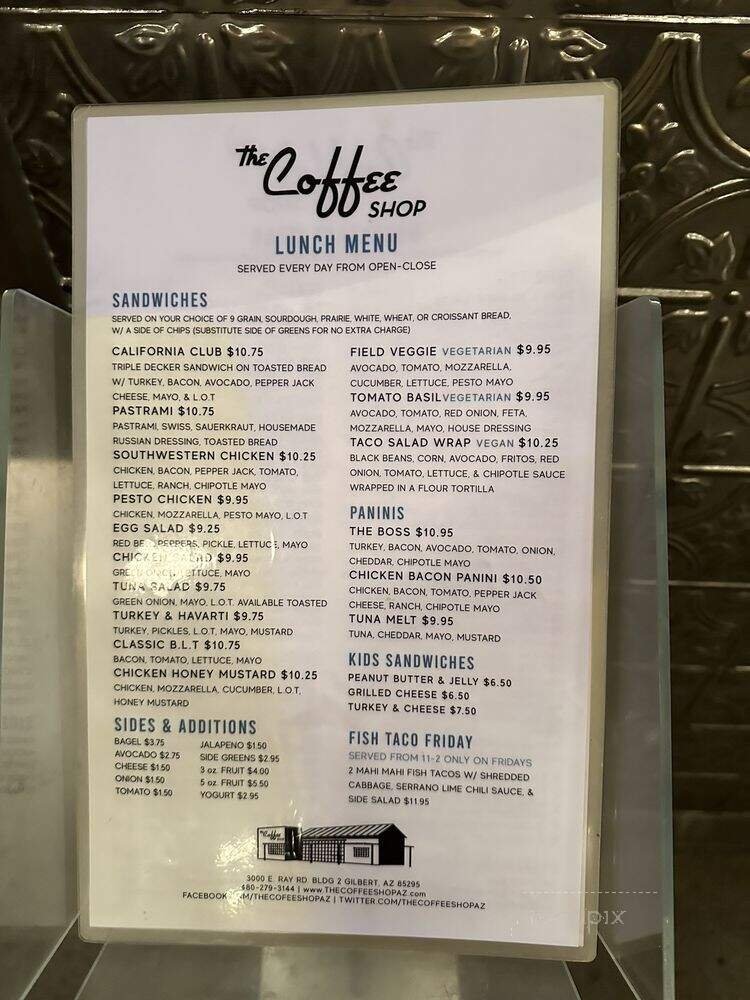 The Coffee SHOP
LUNCH MENU
SERVED EVERY DAY FROM OPEN-CLOSE
SANDWICHES
SERVED ON YOUR CHOICE OF 9 GRAIN, SOURDOUGH, PRAIRIE, WHITE, WHEAT, OR CROISSANT BREAD,
W/ A SIDE OF CHIPS (SUBSTITUTE SIDE OF GREENS FOR NO EXTRA CHARGE)
CALIFORNIA CLUB $10.75
TRIPLE DECKER SANDWICH ON TOASTED BREAD
W/ TURKEY, BACON, AVOCADO, PEPPER JACK
CHEESE, MAYO, & L.O.T
PASTRAMI $10.75
PASTRAMI, SWISS, SAUERKRAUT, HOUSEMADE
RUSSIAN DRESSING, TOASTED BREAD
SOUTHWESTERN CHICKEN $10.25
CHICKEN, BACON, PEPPER JACK, TOMATO,
LETTUCE, RANCH, CHIPOTLE MAYO
PESTO CHICKEN $9.95
CHICKEN, MOZZARELLA, PESTO MAYO, L.O.T
EGG SALAD $9.25
RED BELL PEPPERS, PICKLE, LETTUCE, MAYO
CHICKEN SALAD $9.95
GREEN ONION, LETTUCE, MAYO
TUNA SALAD $9.75
GREEN ONION, MAYO, L.O.T. AVAILABLE TOASTED
TURKEY & HAVARTI $9.75
TURKEY, PICKLES, L.O.T, MAYO, MUSTARD
CLASSIC B.L.T $10.75
BACON, TOMATO, LETTUCE, MAYO
CHICKEN HONEY MUSTARD $10.25
CHICKEN, MOZZARELLA, CUCUMBER, L.O.T,
HONEY MUSTARD
SIDES & ADDITIONS
BAGEL $3.75
AVOCADO $2.75
CHEESE $1.50
ONION $1.50
TOMATO $1.50
JALAPENO $1.50
SIDE GREENS $2.95
3 oz. FRUIT $4.00
5 oz. FRUIT $5.50
YOGURT $2.95
FIELD VEGGIE VEGETARIAN $9.95
AVOCADO, TOMATO, MOZZARELLA,
CUCUMBER, LETTUCE, PESTO MAYO
TOMATO BASIL VEGETARIAN $9.95
AVOCADO, TOMATO, RED ONION, FETA,
MOZZARELLA, MAYO, HOUSE DRESSING
TACO SALAD WRAP VEGAN $10.25
BLACK BEANS, CORN, AVOCADO, FRITOS, RED
ONION, TOMATO, LETTUCE, & CHIPOTLE SAUCE
WRAPPED IN A FLOUR TORTILLA
PANINIS
THE BOSS $10.95
TURKEY, BACON, AVOCADO, TOMATO, ONION,
CHEDDAR, CHIPOTLE MAYO
CHICKEN BACON PANINI $10.50
CHICKEN, BACON, TOMATO, PEPPER JACK
CHEESE, RANCH, CHIPOTLE MAYO
TUNA MELT $9.95
TUNA, CHEDDAR, MAYO, MUSTARD
KIDS SANDWICHES
PEANUT BUTTER & JELLY $6.50
GRILLED CHEESE $6.50
TURKEY & CHEESE $7.50
FISH TACO FRIDAY
SERVED FROM 11-2 ONLY ON FRIDAYS
2 MAHI MAHI FISH TACOS W/ SHREDDED
CABBAGE, SERRANO LIME CHILI SAUCE, &
SIDE SALAD $11.95
The Coffee
3000 E. RAY RD. BLDG 2 GILBERT, AZ 85295
480-279-3144 | www.THECOFFEESHOPAZ.com
FACEBOOK.COM/THECOFFEESHOPAZ | TWITTER.COM/THECOFFEESHOPAZ